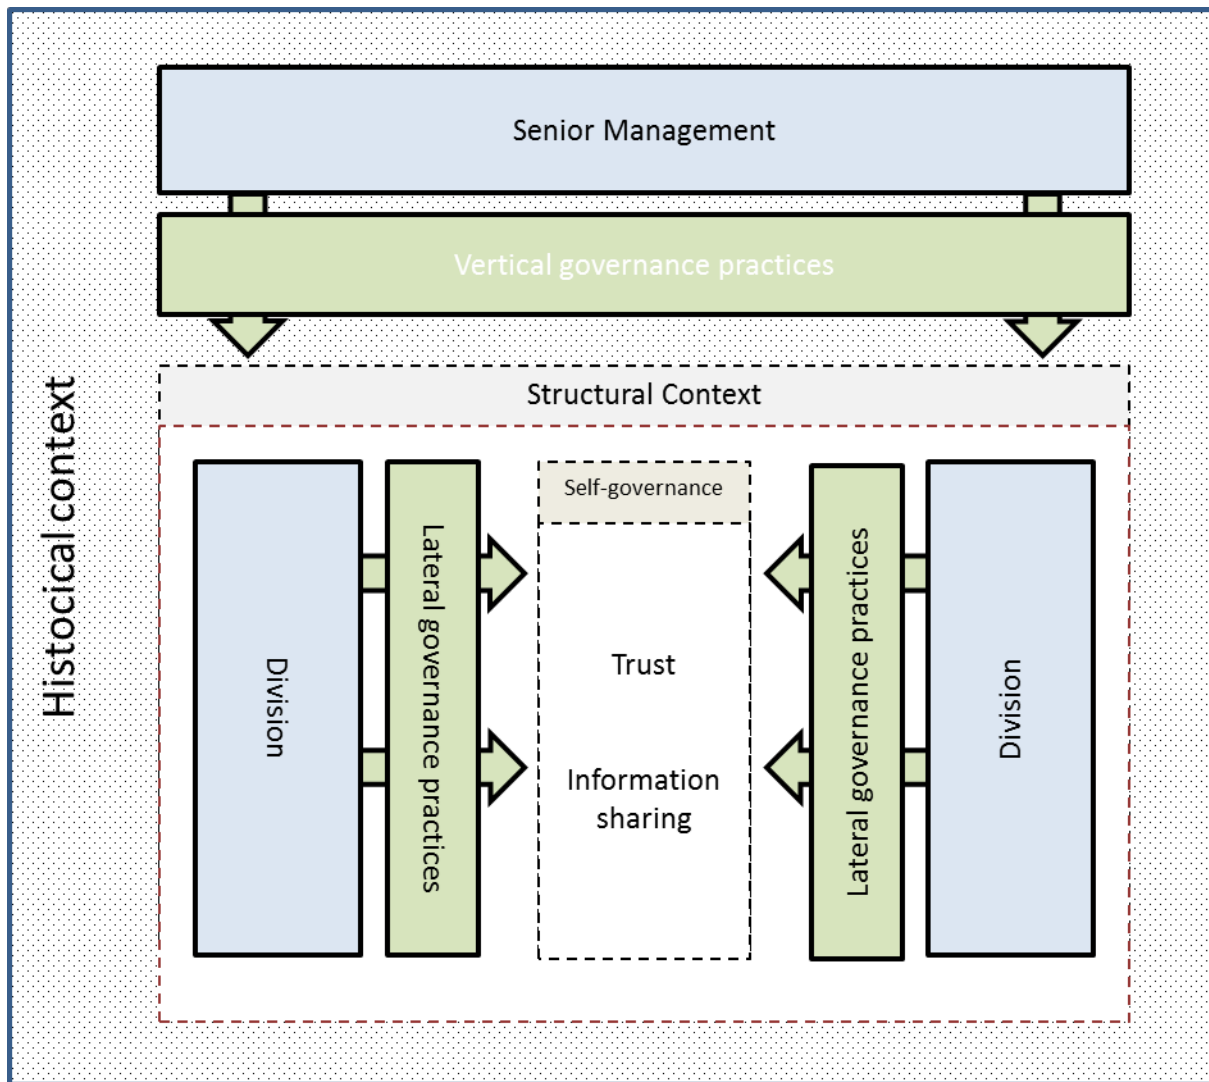 Senior Management
Vertical governance practices
Histocical context
Structural Context
Division
Lateral governance practices
Self-governance
Trust
Information
sharing
Lateral governance practices
Division